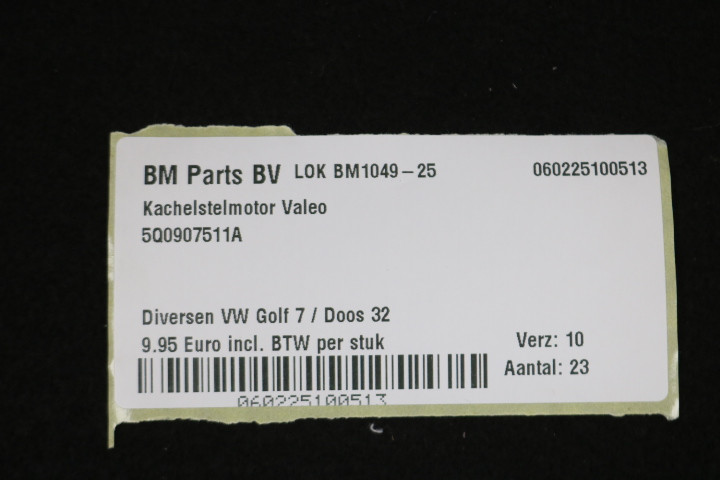 BM Parts BV LOK BM1049-25 060225100513
Kachelstelmotor Valeo
5Q0907511A
Diversen VW Golf 7 / Doos 32
9.95 Euro incl. BTW per stuk Verz: 10
Aantal: 23
060225100513